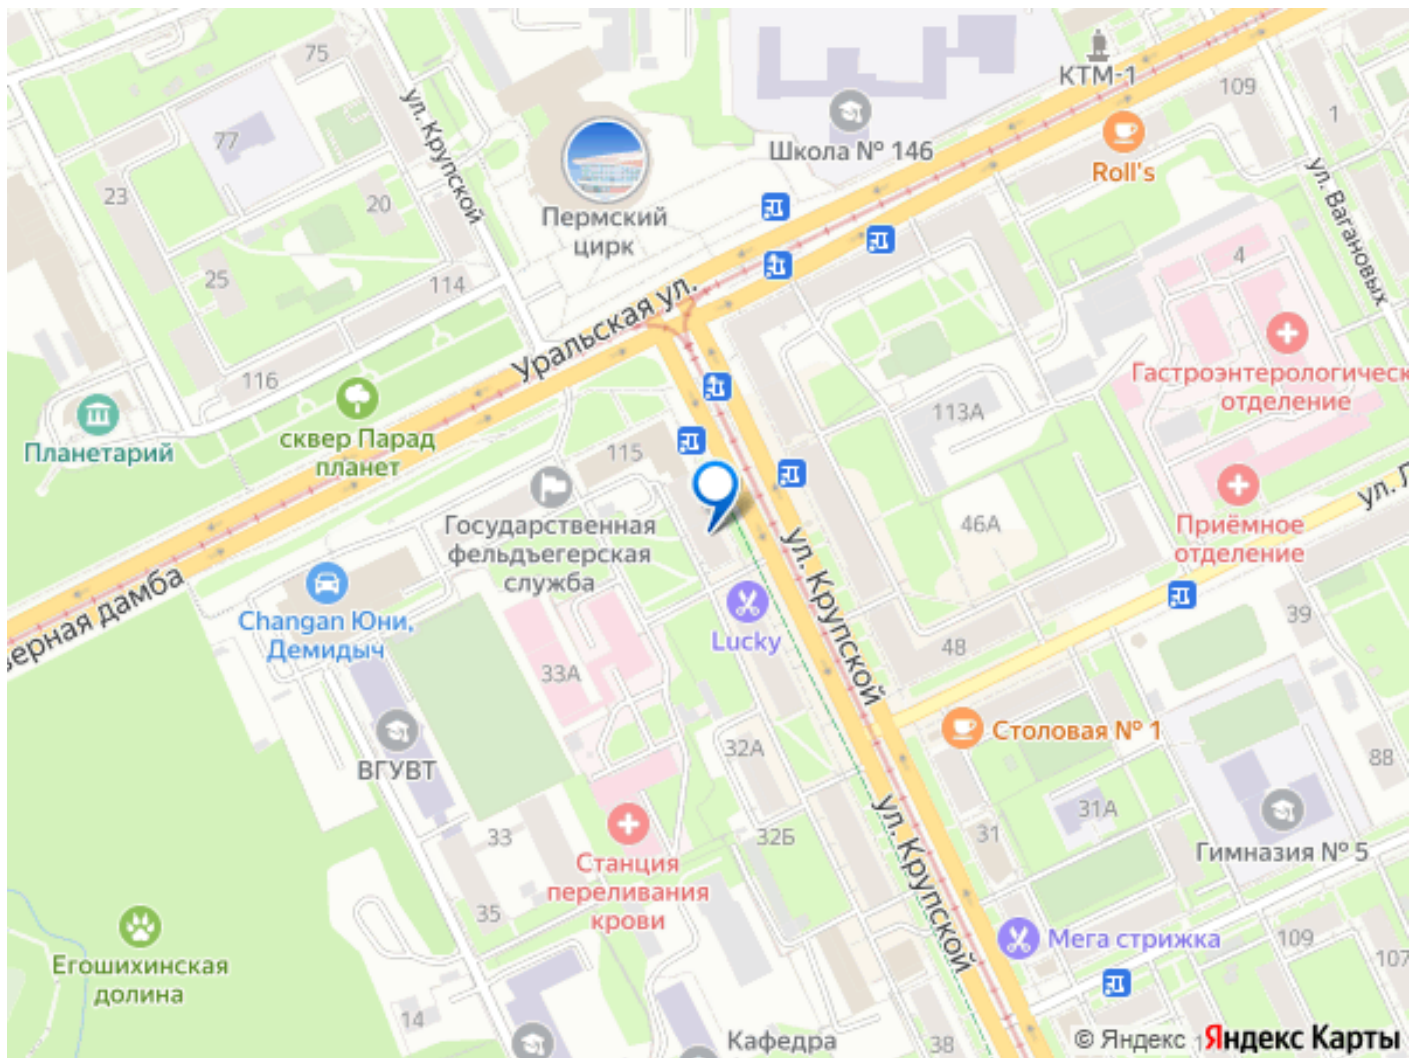 75
КТМ-1
109
ул. Крупской
Школа № 146
1
77
Roll's
23
20
Пермский
цирк
ул. Вагановых
25
114
4
Уральская ул.
116
Гастроэнтерологическ
отделение
113А
Планетарий
сквер Парад
планет
115
ул. Л
Государственная
фельдъегерская
служба
46А
Приёмное
отделение
ул. Крупской
верная дамба
Changan Юни,
Демидыч
Lucky
39
48
33А
Столовая № 1
32А
88
ВГУВТ
31А
ул. Крупской
33
32Б
31
Гимназия № 5
Станция
переливания
крови
35
Мега стрижка
109
107
Егошихинская
долина
14
Кафедра
38
© Яндекс
1
Яндекс Карты